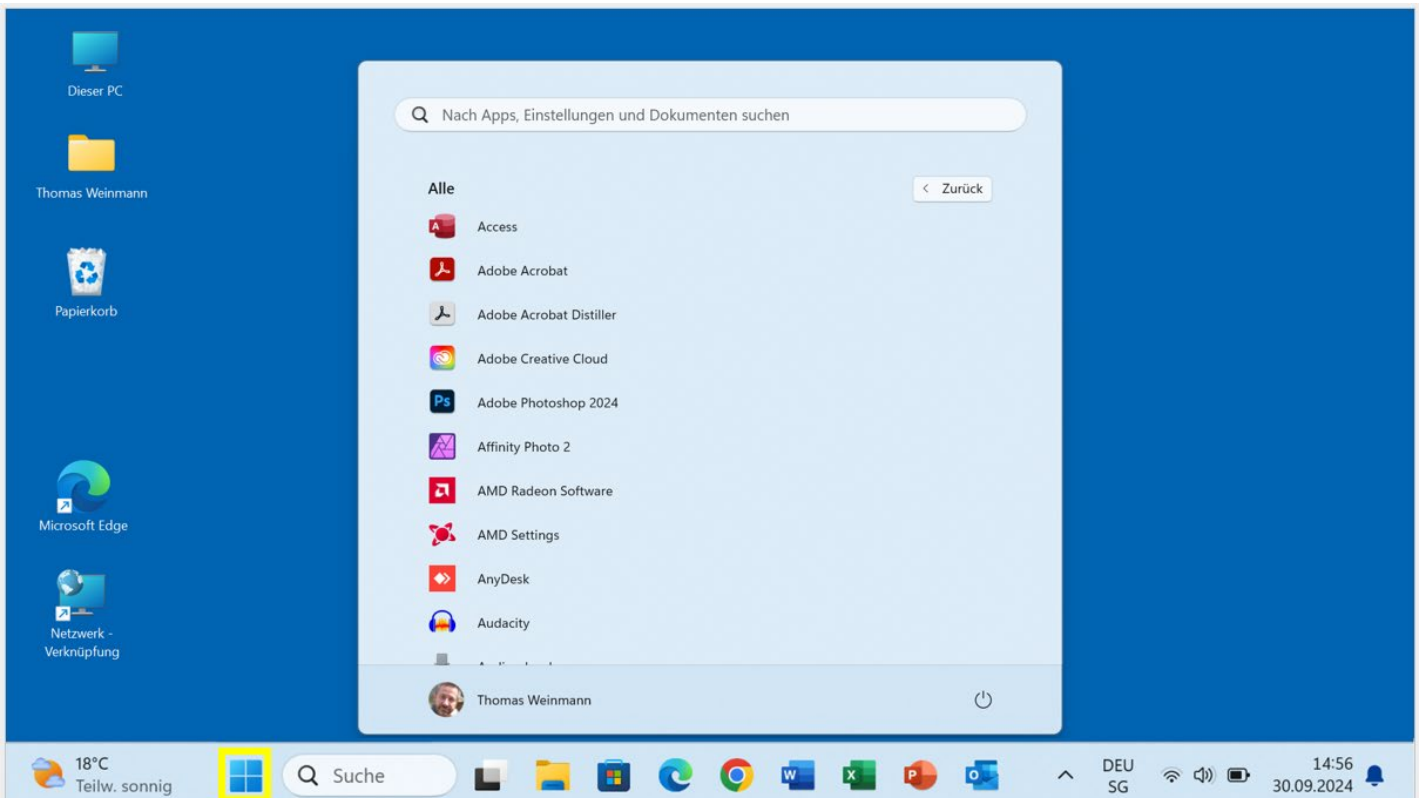 Dieser PC
Thomas Weinmann
Papierkorb
Microsoft Edge
Netzwerk -
Verknüpfung
Nach Apps, Einstellungen und Dokumenten suchen
Alle
Zurück
Access
Adobe Acrobat
Adobe Acrobat Distiller
Adobe Creative Cloud
Ps
Adobe Photoshop 2024
Affinity Photo 2
AMD Radeon Software
AMD Settings
AnyDesk
Audacity
Thomas Weinmann
18°C
Teilw. sonnig
Suche
DEU
SG
14:56
30.09.2024